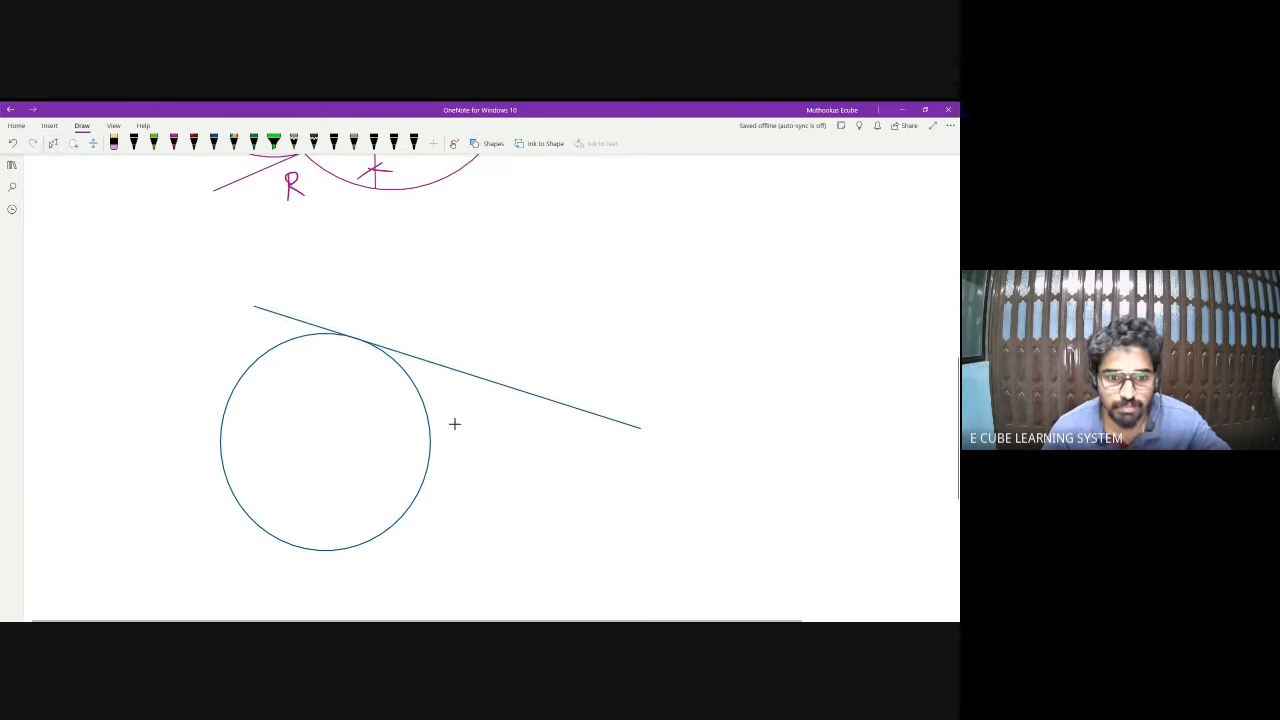 OneNote for Windows 10
Muthookas Ecube
Home Insert Draw View Help
Saved offline (auto-sync is off) Share
Shapes Ink to Shape Ink to Text
R
E CUBE LEARNING SYSTEM